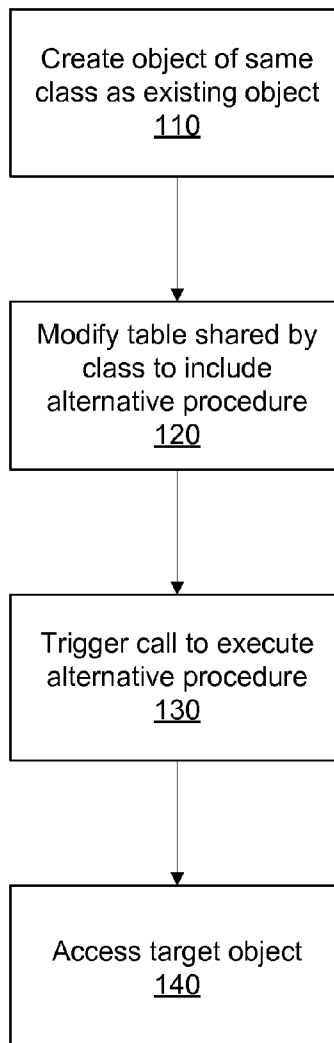 Create object of same
class as existing object
110
Modify table shared by
class to include
alternative procedure
120
Trigger call to execute
alternative procedure
130
Access target object
140